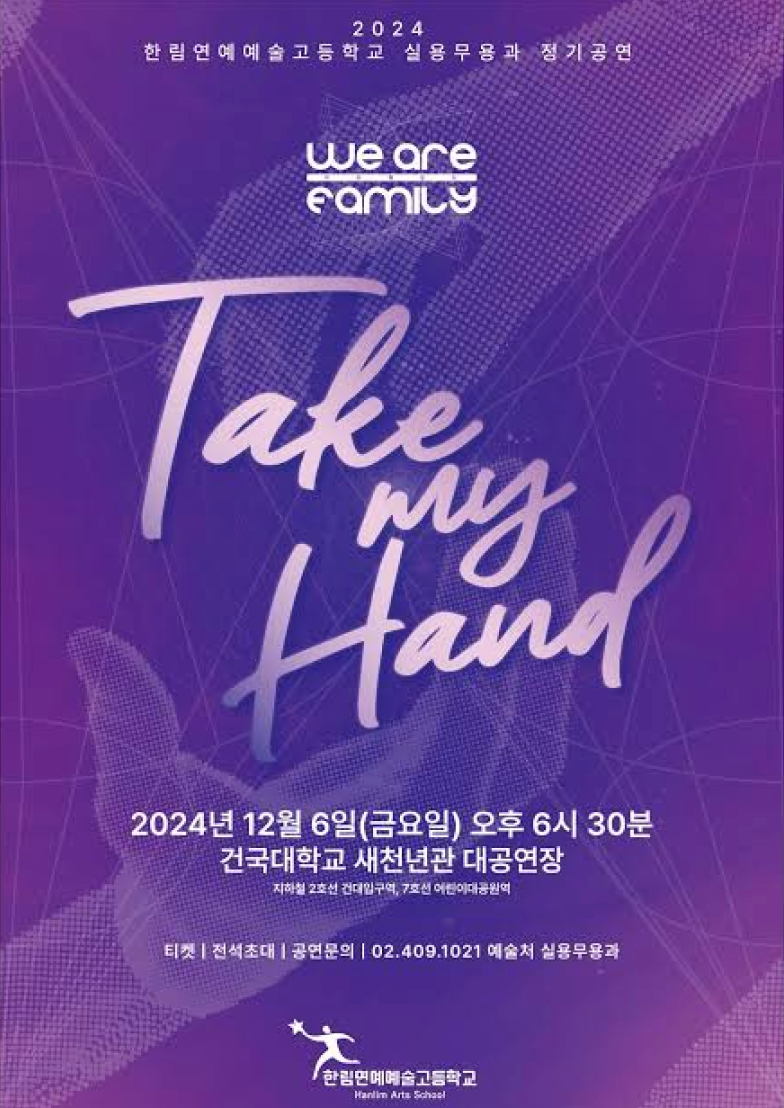 2024
한림연예예술고등학교 실용무용과 정기공연
we are
family
Take
my
Hand
2024년 12월 6일(금요일) 오후 6시 30분
건국대학교 새천년관 대공연장
지하철 2호선 건대입구역, 7호선 어린이대공원역
티켓 | 전석초대 | 공연문의 | 02.409.1021 예술처 실용무용과
한림연예예술고등학교
Hanlim Arts School